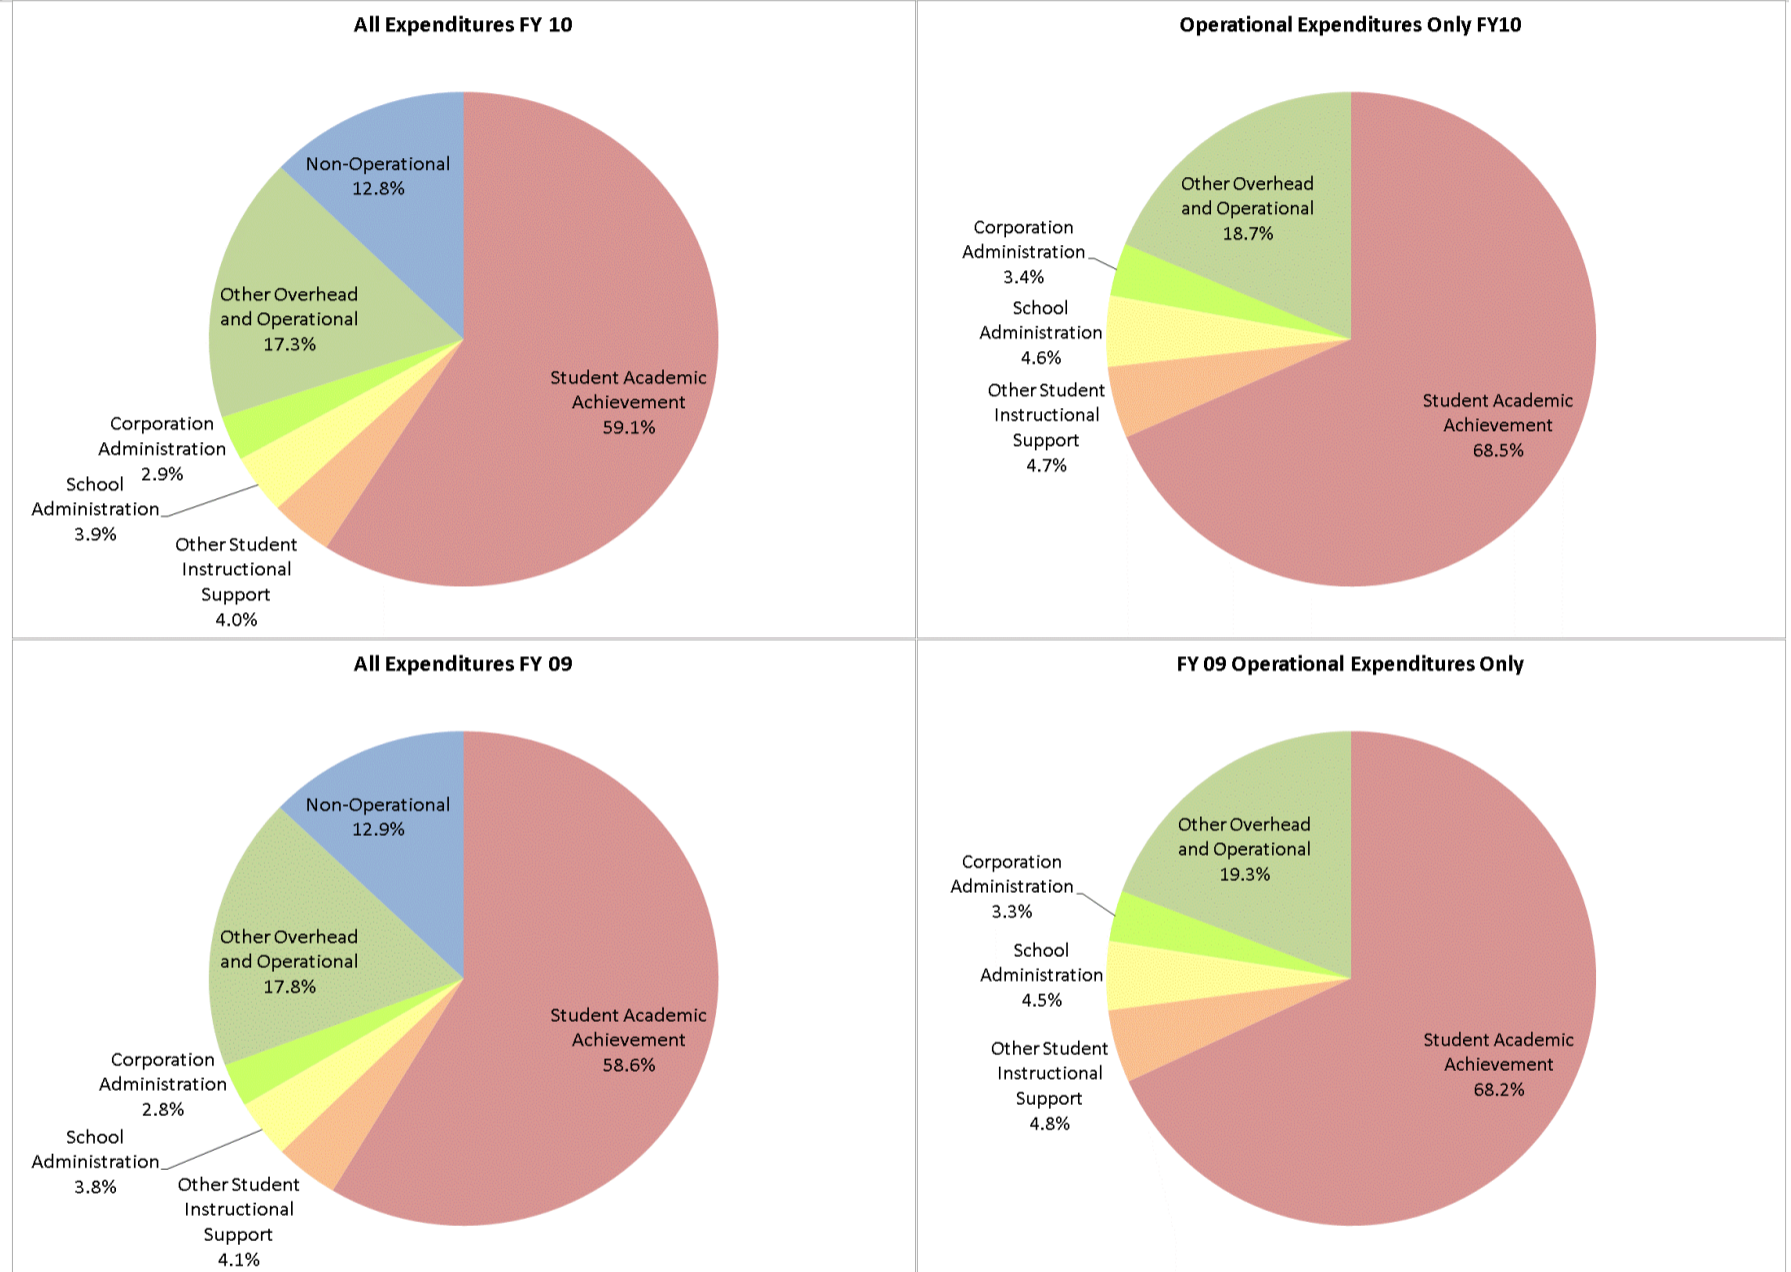 All Expenditures FY 10
Non-Operational
12.8%
Other Overhead
and Operational
17.3%
Corporation
Administration
2.9%
School
Administration
3.9%
Other Student
Instructional
Support
4.0%
Student Academic
Achievement
59.1%
Operational Expenditures Only FY10
Other Overhead
and Operational
18.7%
Corporation
Administration
3.4%
School
Administration
4.6%
Other Student
Instructional
Support
4.7%
Student Academic
Achievement
68.5%
All Expenditures FY 09
Non-Operational
12.9%
Other Overhead
and Operational
17.8%
Corporation
Administration
2.8%
School
Administration
3.8%
Other Student
Instructional
Support
4.1%
Student Academic
Achievement
58.6%
FY 09 Operational Expenditures Only
Other Overhead
and Operational
19.3%
Corporation
Administration
3.3%
School
Administration
4.5%
Other Student
Instructional
Support
4.8%
Student Academic
Achievement
68.2%